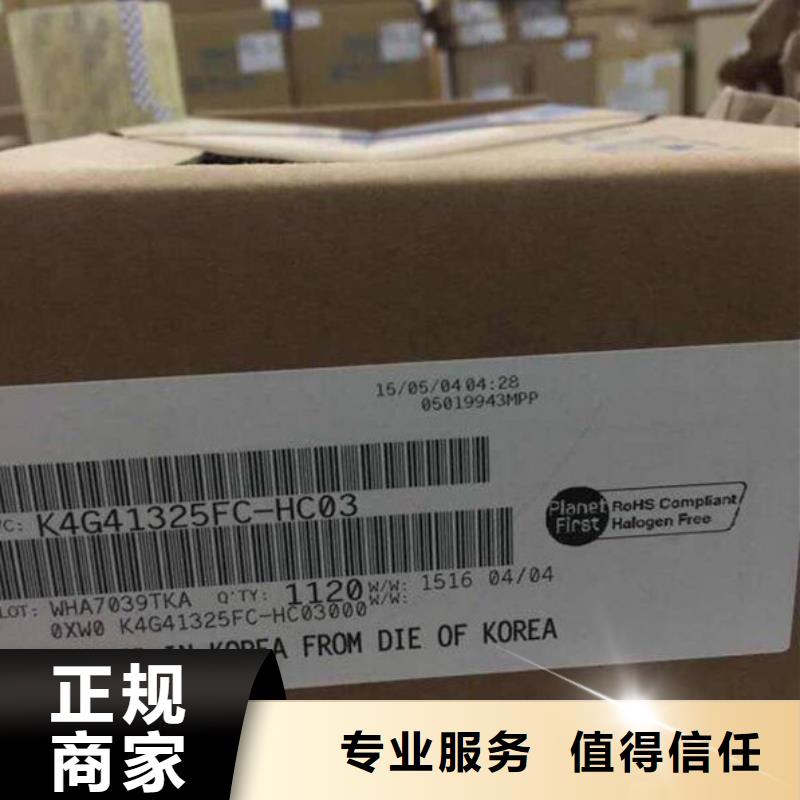 15/05/04 04:28
05019943MPP
/C: K4G41325FC-HC03
Planet First RoHS Compliant Halogen Free
LOT: WHA7039TKA Q'TY: 1120 W/W: 1516 04/04
W/W:
0XW0 K4G41325FC-HC03000
IN KOREA FROM DIE OF KOREA
正规
商家
专业服务 值得信任